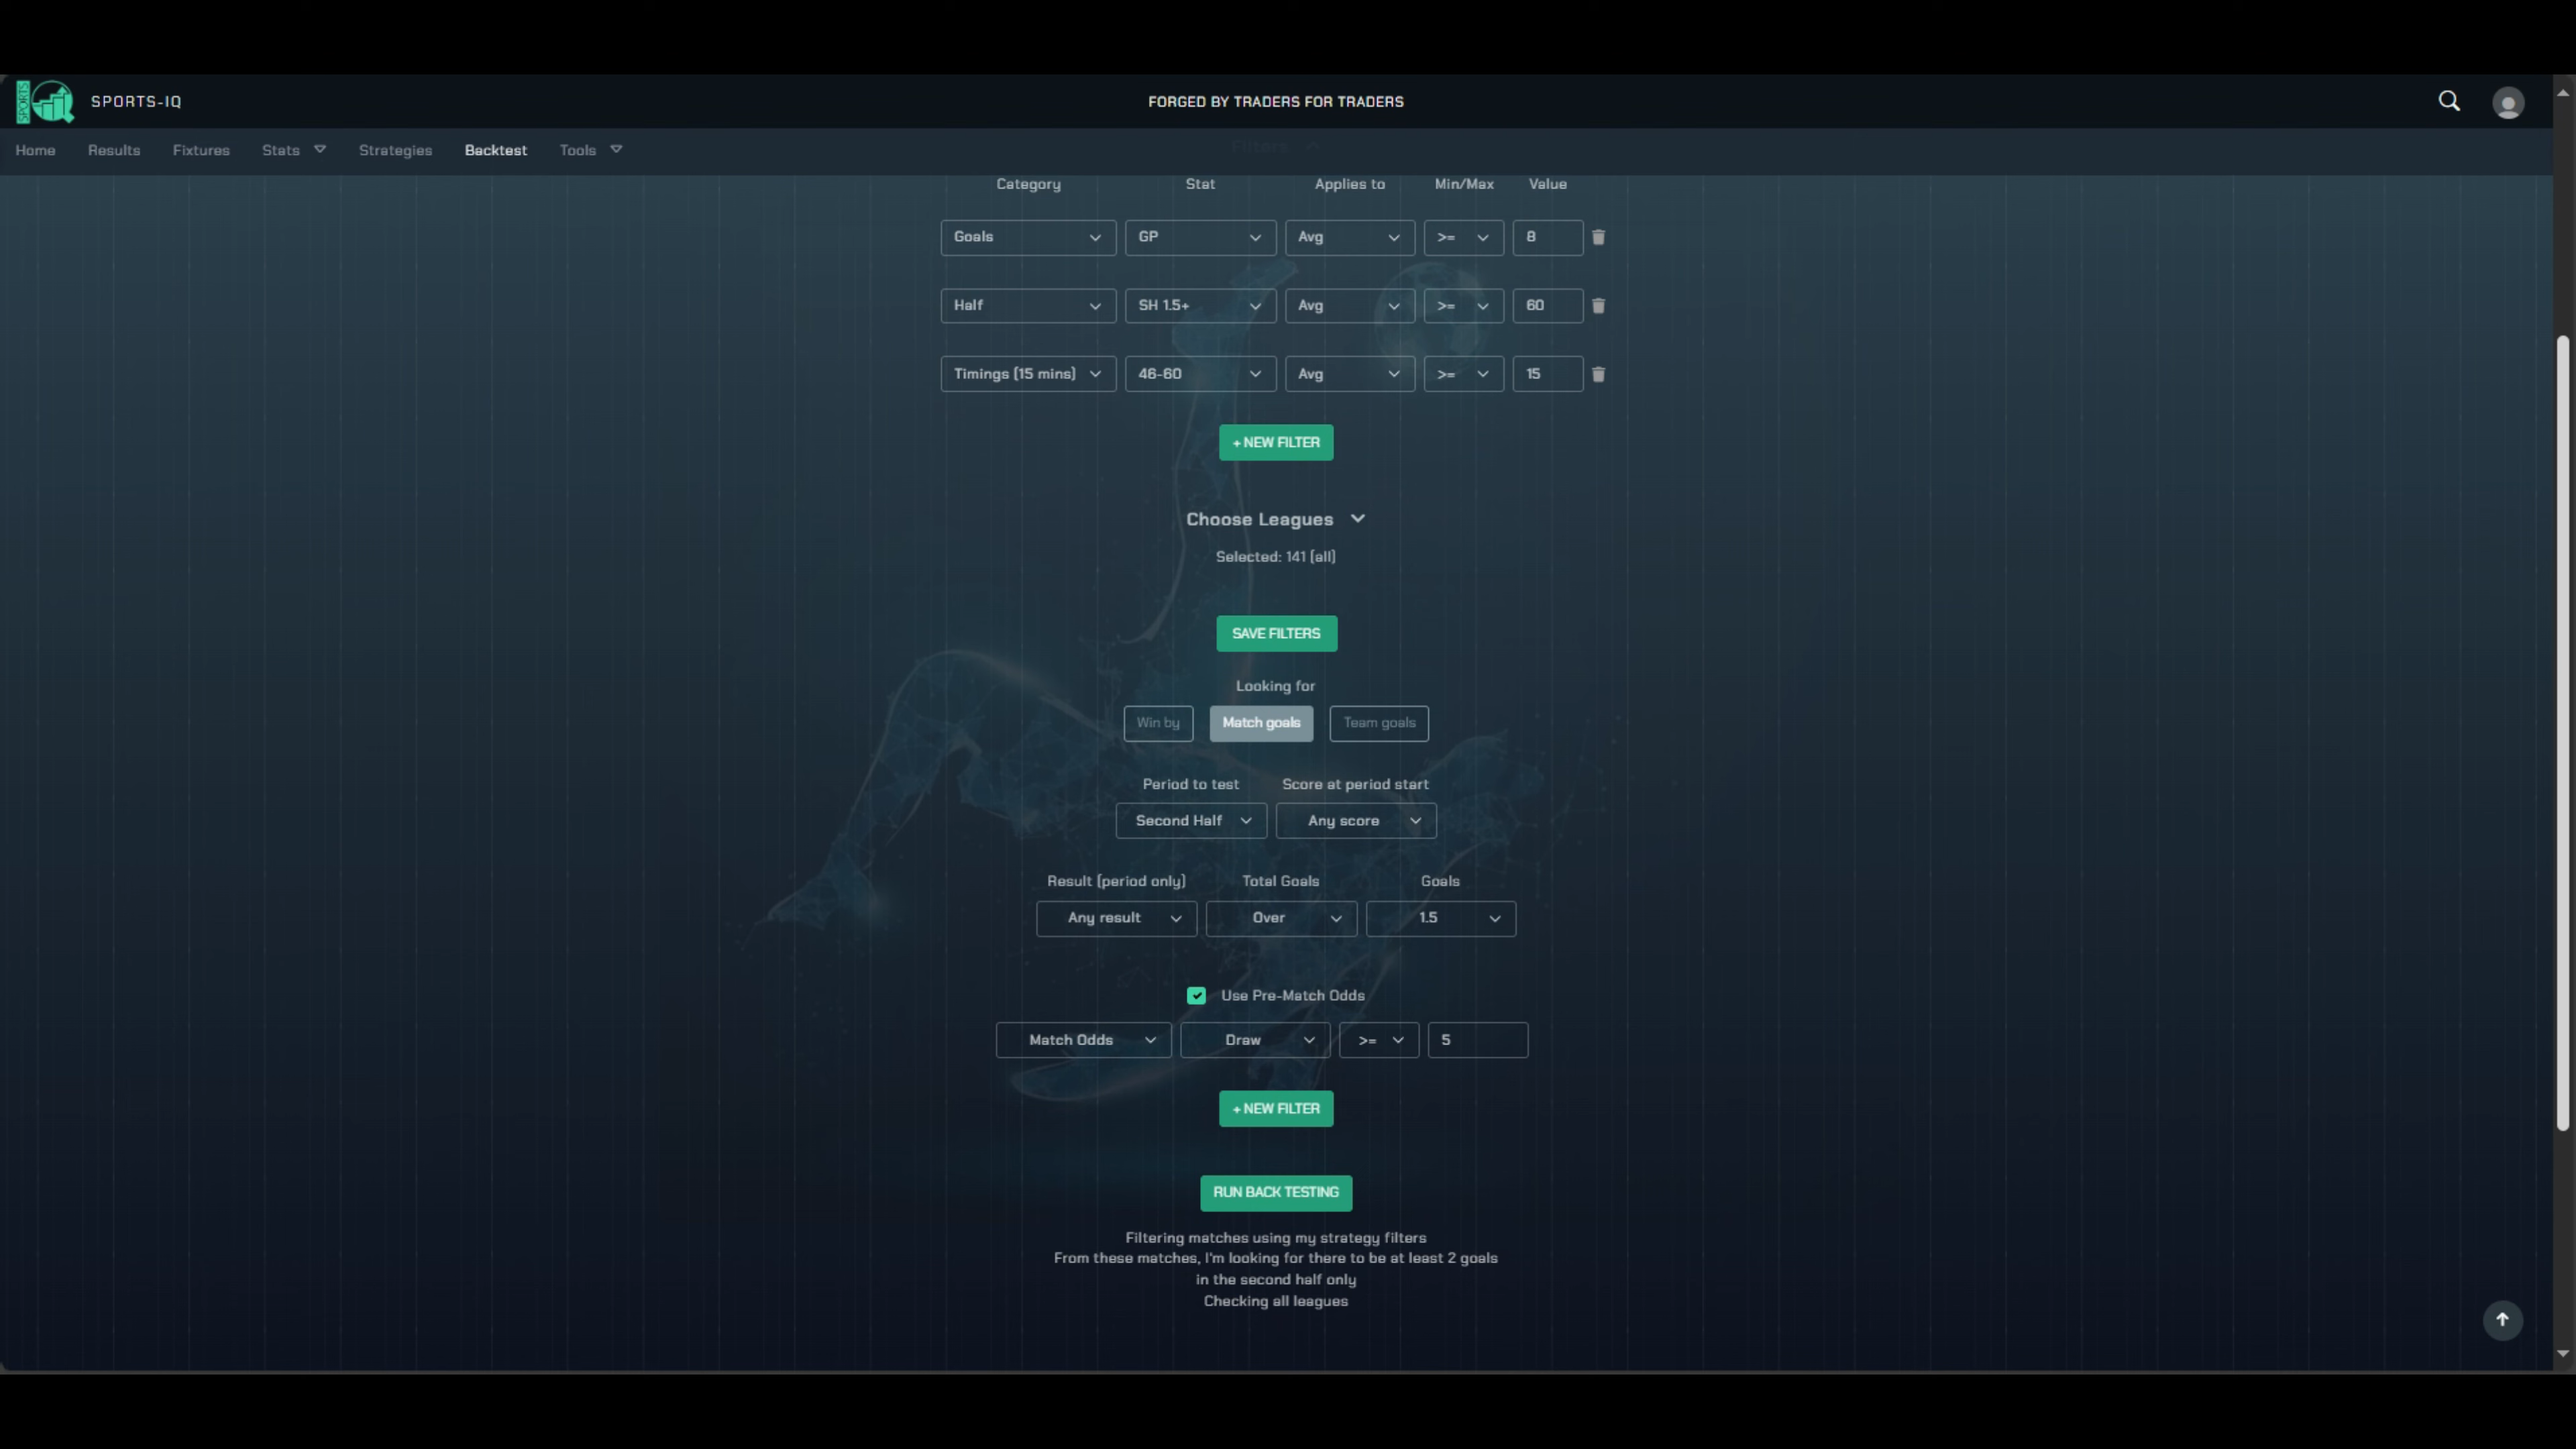 SPORTS
SPORTS-IQ
FORGED BY TRADERS FOR TRADERS
Home Results Fixtures Stats Strategies Backtest Tools
Filters
Category Stat Applies to Min/Max Value
Goals GP Avg >= 8
Half SH 1.5+ Avg >= 60
Timings (15 mins) 46-60 Avg >= 15
+ NEW FILTER
Choose Leagues
Selected: 141 (all)
SAVE FILTERS
Looking for
Win by Match goals Team goals
Period to test Score at period start
Second Half Any score
Result (period only) Total Goals Goals
Any result Over 1.5
Use Pre-Match Odds
Match Odds Draw >= 5
+ NEW FILTER
RUN BACK TESTING
Filtering matches using my strategy filters
From these matches, I'm looking for there to be at least 2 goals
in the second half only
Checking all leagues